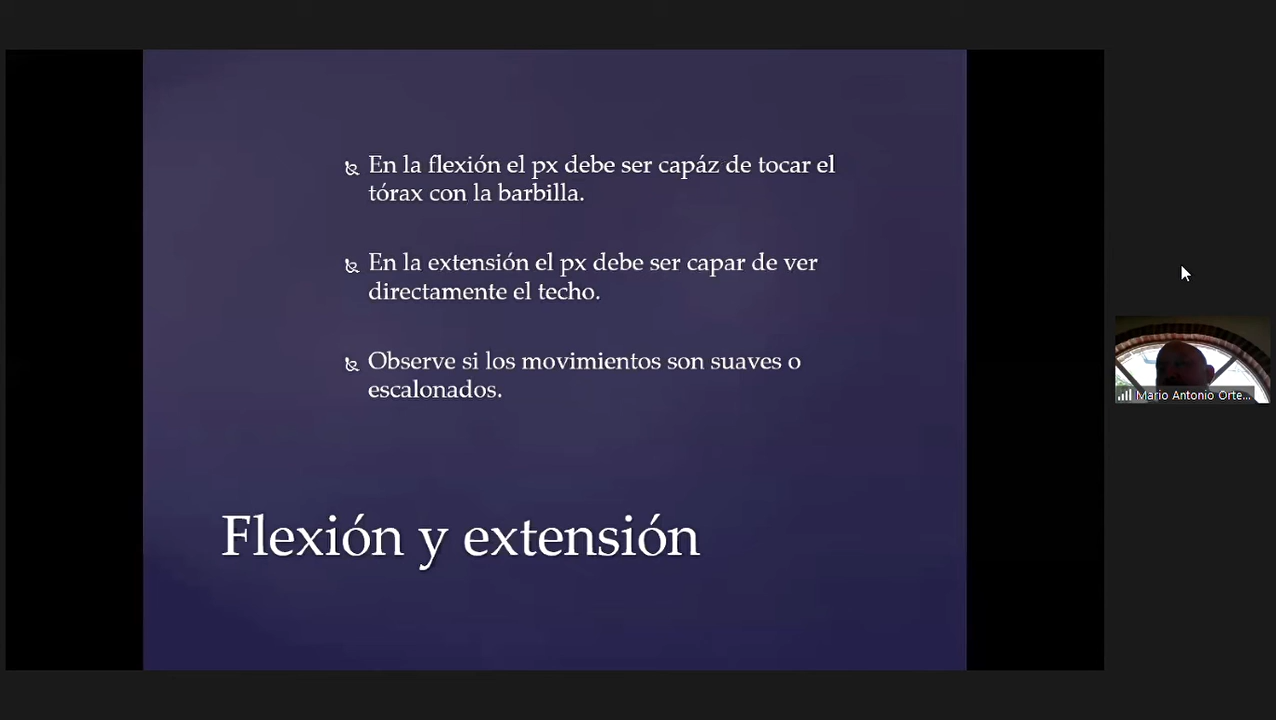 En la flexión el px debe ser capáz de tocar el
tórax con la barbilla.
En la extensión el px debe ser capar de ver
directamente el techo.
Observe si los movimientos son suaves o
escalonados.
Flexión y extensión
Mario Antonio Orte...